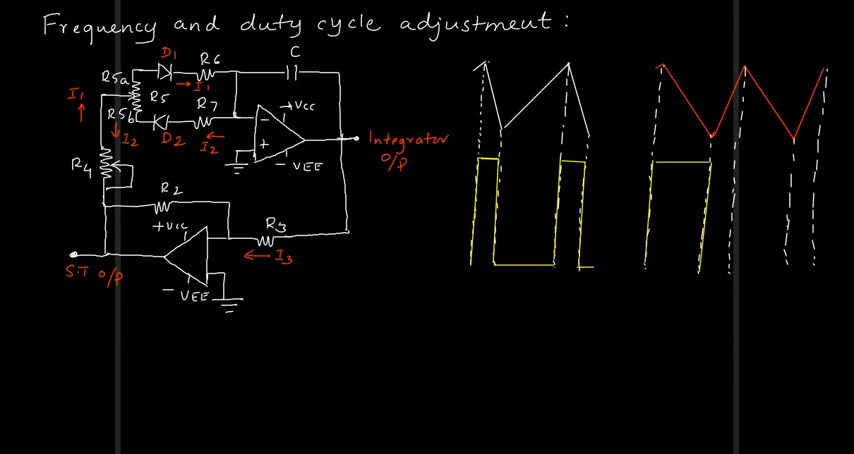 Frequency and duty cycle adjustment :
D1
R6
C
R5a
I1
I1
R5
R5b
R7
+Vcc
-
+
I2
D2
I2
-VEE
Integrator
O/P
R4
R2
+Vcc
R3
I3
S.T O/P
-VEE